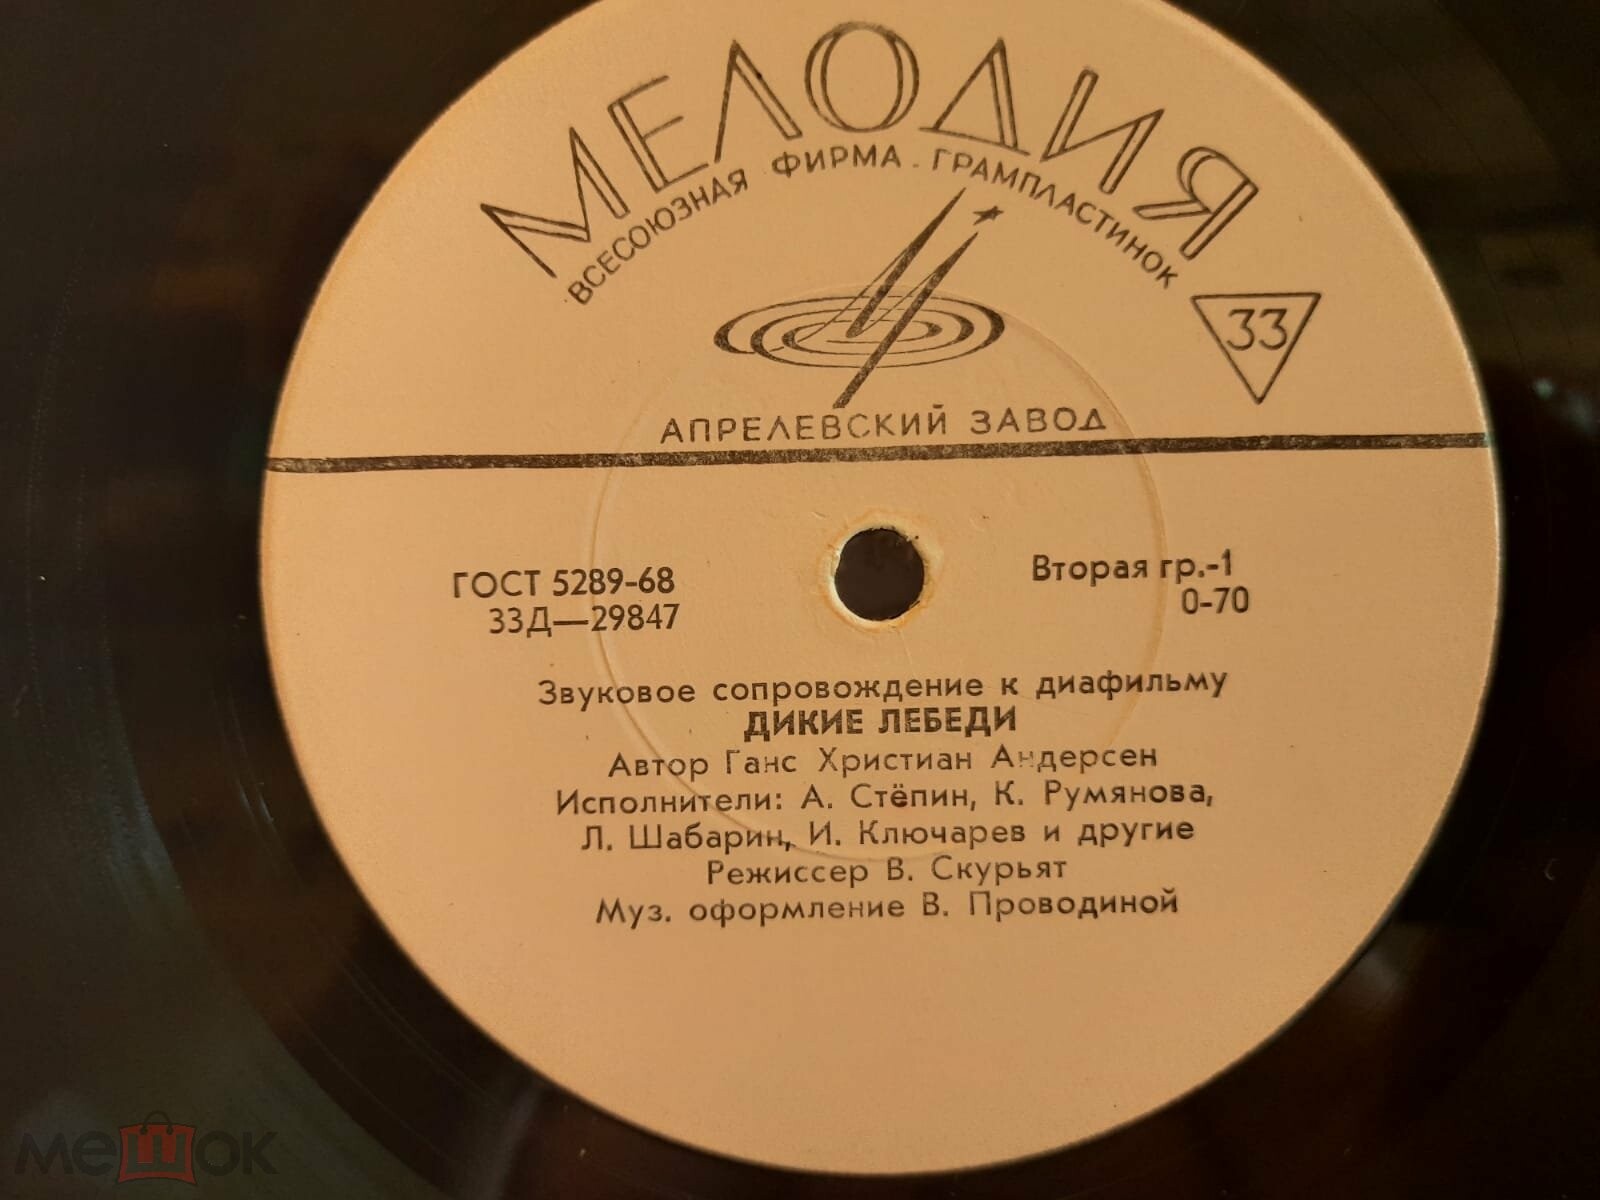 МЕЛОДИЯ
ВСЕСОЮЗНАЯ ФИРМА - ГРАМПЛАСТИНОК
33
АПРЕЛЕВСКИЙ ЗАВОД
ГОСТ 5289-68
33Д—29847
Вторая гр.-1
0-70
Звуковое сопровождение к диафильму
ДИКИЕ ЛЕБЕДИ
Автор Ганс Христиан Андерсен
Исполнители: А. Стёпин, К. Румянова,
Л. Шабарин, И. Ключарев и другие
Режиссер В. Скурьят
Муз. оформление В. Проводиной
мешок